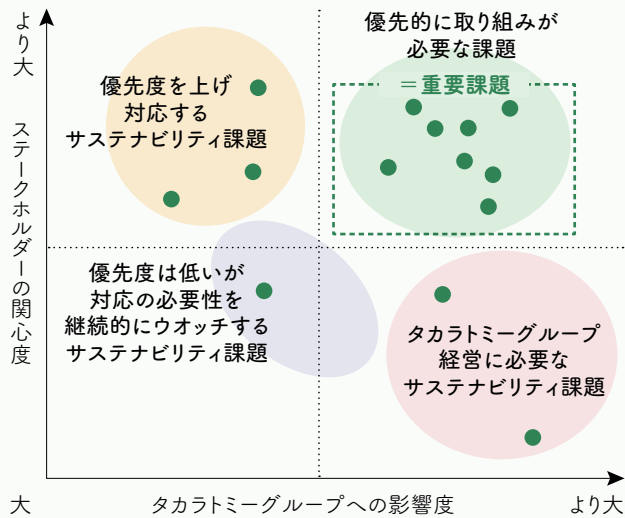 より大
ステークホルダーの関心度
優先度を上げ
対応する
サステナビリティ課題
優先的に取り組みが
必要な課題
＝重要課題
優先度は低いが
対応の必要性を
継続的にウオッチする
サステナビリティ課題
タカラトミーグループ
経営に必要な
サステナビリティ課題
大
タカラトミーグループへの影響度
より大